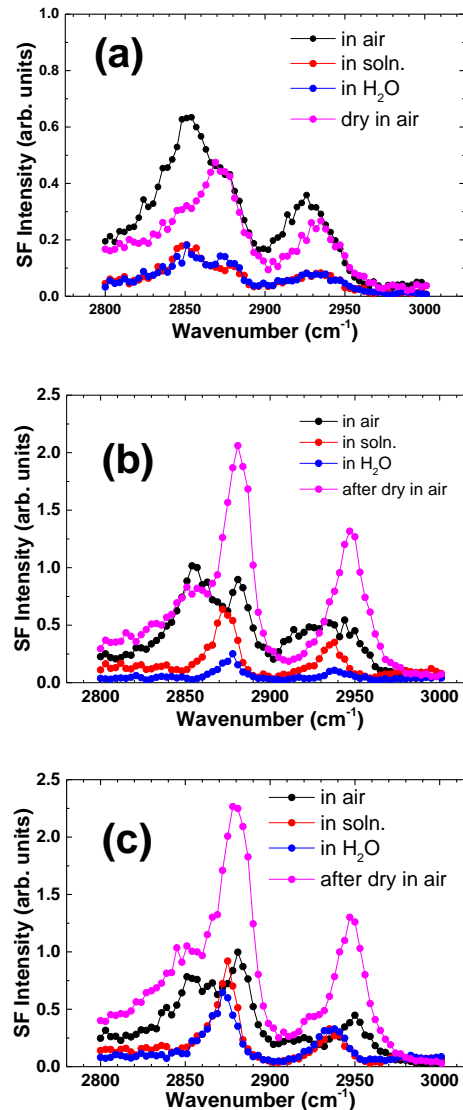 1.0
0.8
0.6
0.4
0.2
0.0
SF Intensity (arb. units)
(a)
in air
in soln.
in H₂O
dry in air
2800 2850 2900 2950 3000
Wavenumber (cm⁻¹)
2.5
2.0
1.5
1.0
0.5
0.0
SF Intensity (arb. units)
(b)
in air
in soln.
in H₂O
after dry in air
2800 2850 2900 2950 3000
Wavenumber (cm⁻¹)
2.5
2.0
1.5
1.0
0.5
0.0
SF Intensity (arb. units)
(c)
in air
in soln.
in H₂O
after dry in air
2800 2850 2900 2950 3000
Wavenumber (cm⁻¹)